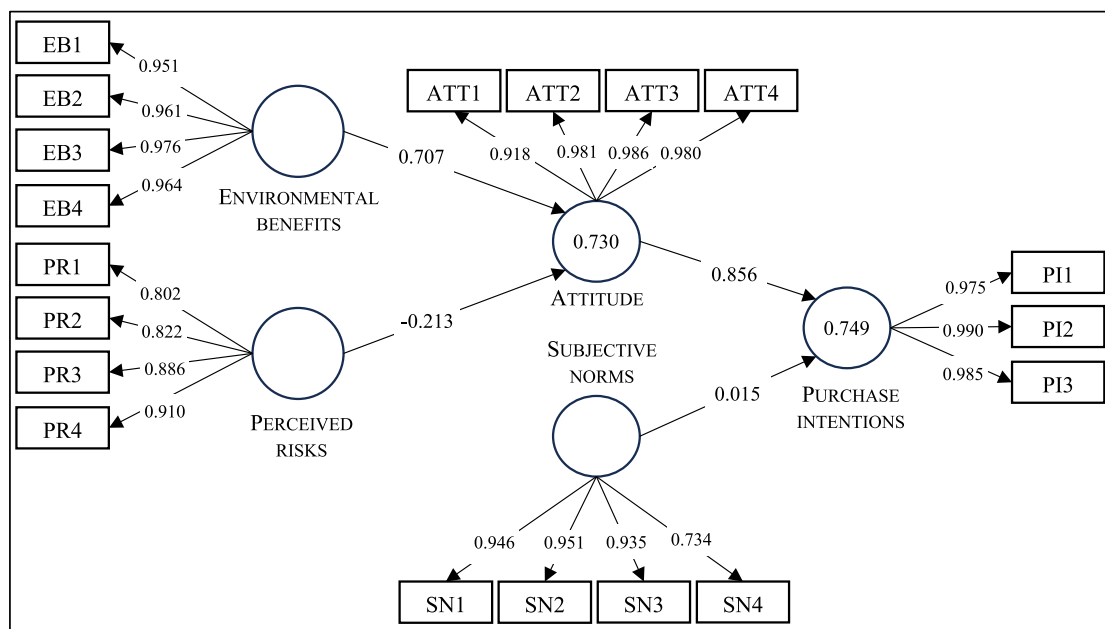 EB1
0.951
EB2
0.961
EB3
0.976
EB4
0.964
ENVIRONMENTAL
BENEFITS
PR1
0.802
PR2
0.822
PR3
0.886
PR4
0.910
PERCEIVED
RISKS
0.707
-0.213
ATT1 ATT2 ATT3 ATT4
0.918 0.981 0.986 0.980
0.730
ATTITUDE
SUBJECTIVE
NORMS
0.856
0.015
0.749
PURCHASE
INTENTIONS
0.975
PI1
0.990
PI2
0.985
PI3
0.946 0.951 0.935 0.734
SN1 SN2 SN3 SN4